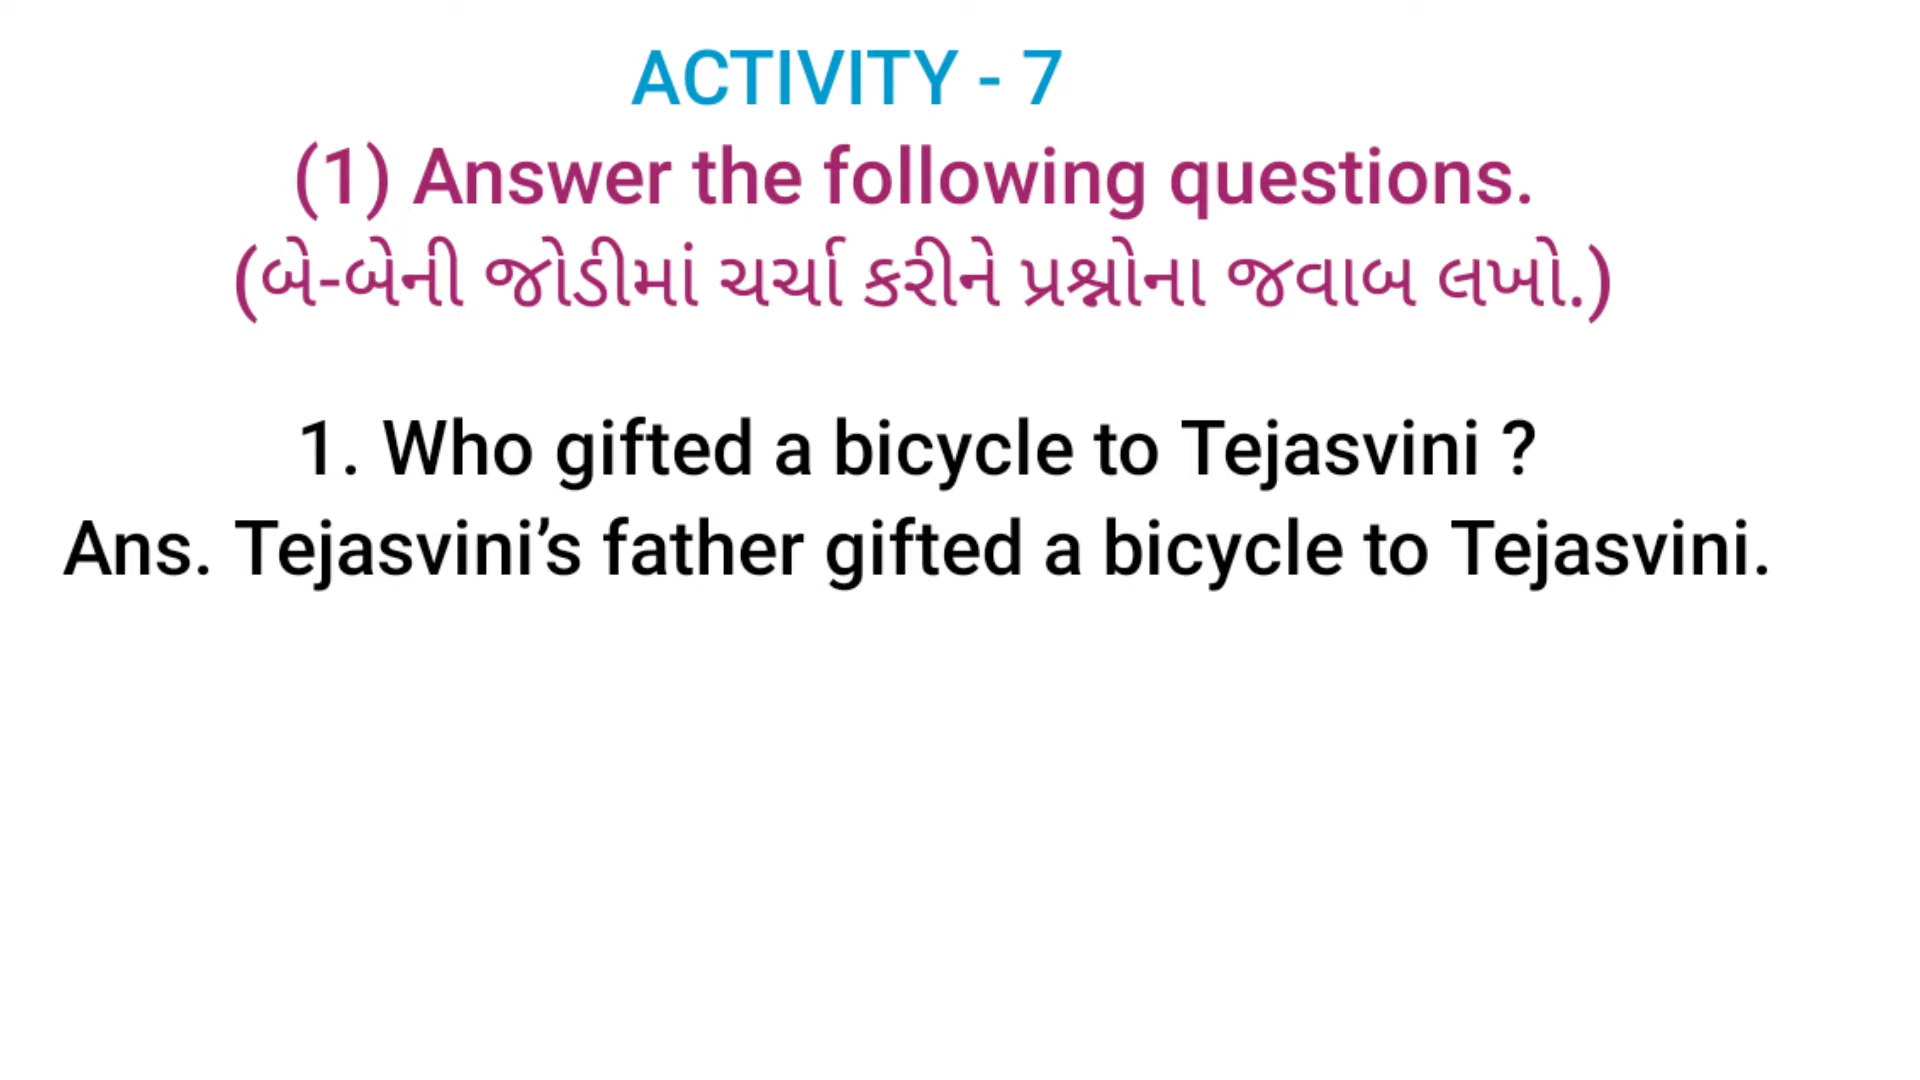 ACTIVITY - 7
(1) Answer the following questions.
(બે-બેની જોડીમાં ચર્ચા કરીને પ્રશ્નોના જવાબ લખો.)
1. Who gifted a bicycle to Tejasvini ?
Ans. Tejasvini’s father gifted a bicycle to Tejasvini.